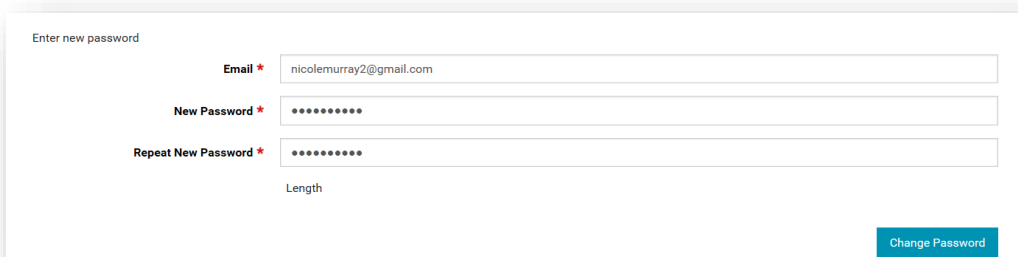 Enter new password
Email * nicolemurray2@gmail.com
New Password * ••••••••••
Repeat New Password * ••••••••••
Length
Change Password